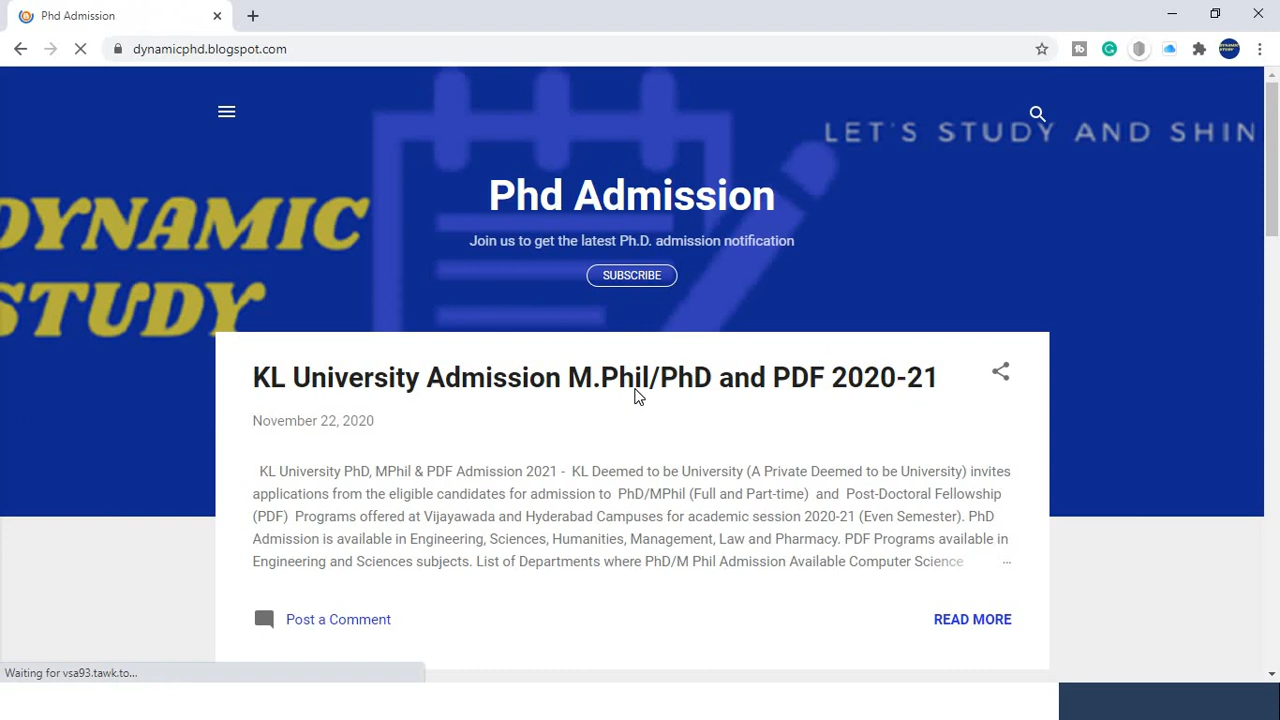 Phd Admission
dynamicphd.blogspot.com
LET'S STUDY AND SHIN
DYNAMIC
STUDY
Phd Admission
Join us to get the latest Ph.D. admission notification
SUBSCRIBE
KL University Admission M.Phil/PhD and PDF 2020-21
November 22, 2020
KL University PhD, MPhil & PDF Admission 2021 - KL Deemed to be University (A Private Deemed to be University) invites
applications from the eligible candidates for admission to PhD/MPhil (Full and Part-time) and Post-Doctoral Fellowship
(PDF) Programs offered at Vijayawada and Hyderabad Campuses for academic session 2020-21 (Even Semester). PhD
Admission is available in Engineering, Sciences, Humanities, Management, Law and Pharmacy. PDF Programs available in
Engineering and Sciences subjects. List of Departments where PhD/M Phil Admission Available Computer Science ...
Post a Comment
READ MORE
Waiting for vsa93.tawk.to...